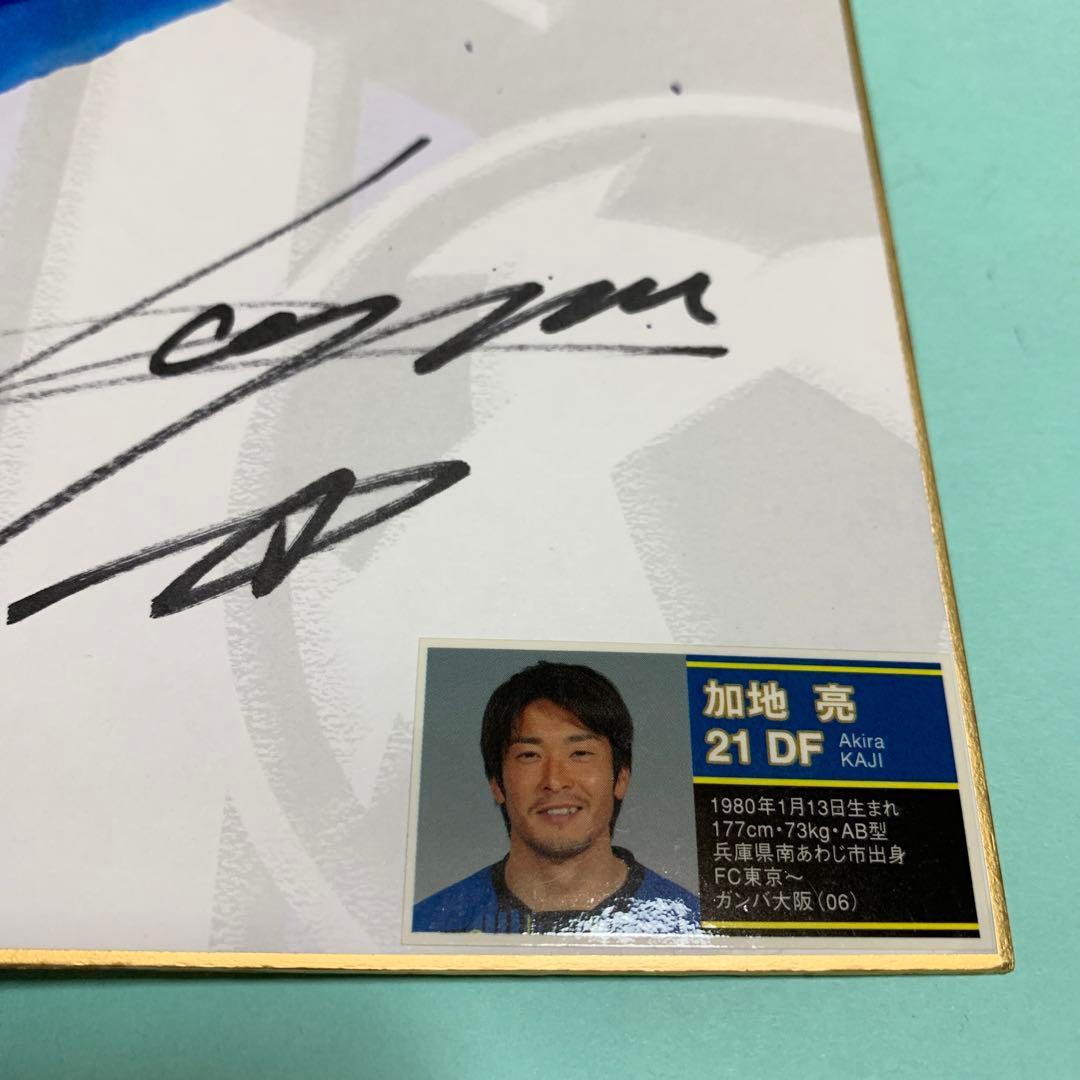 加地 亮
21 DF Akira
KAJI
1980年1月13日生まれ
177cm・73kg・AB型
兵庫県南あわじ市出身
FC東京～
ガンバ大阪（06）